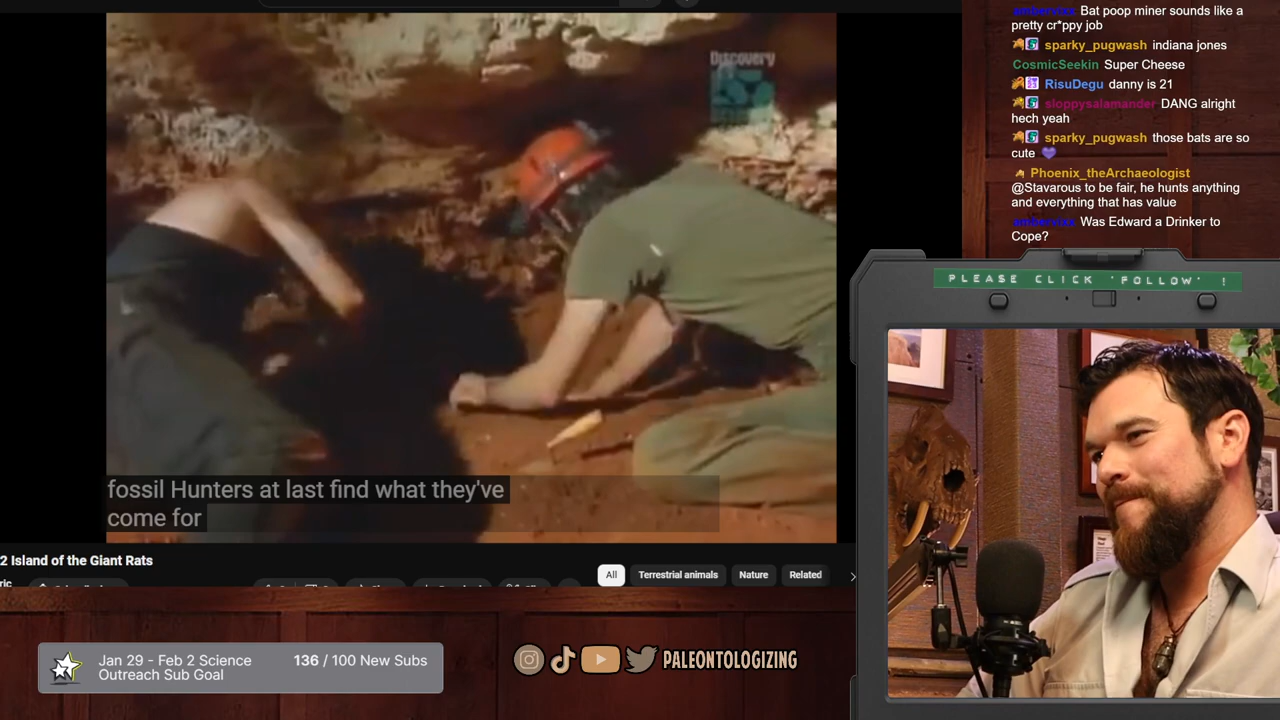 Discovery
fossil Hunters at last find what they've
come for
2 Island of the Giant Rats
ric
All
Terrestrial animals
Nature
Related
Jan 29 - Feb 2 Science
Outreach Sub Goal
136 / 100 New Subs
PALEONTOLOGIZING
ambervixx Bat poop miner sounds like a
pretty cr*ppy job
sparky_pugwash indiana jones
CosmicSeekin Super Cheese
RisuDegu danny is 21
sloppysalamander DANG alright
hech yeah
sparky_pugwash those bats are so
cute 💜
Phoenix_theArchaeologist
@Stavarous to be fair, he hunts anything
and everything that has value
Was Edward a Drinker to
Cope?
PLEASE CLICK 'FOLLOW' !